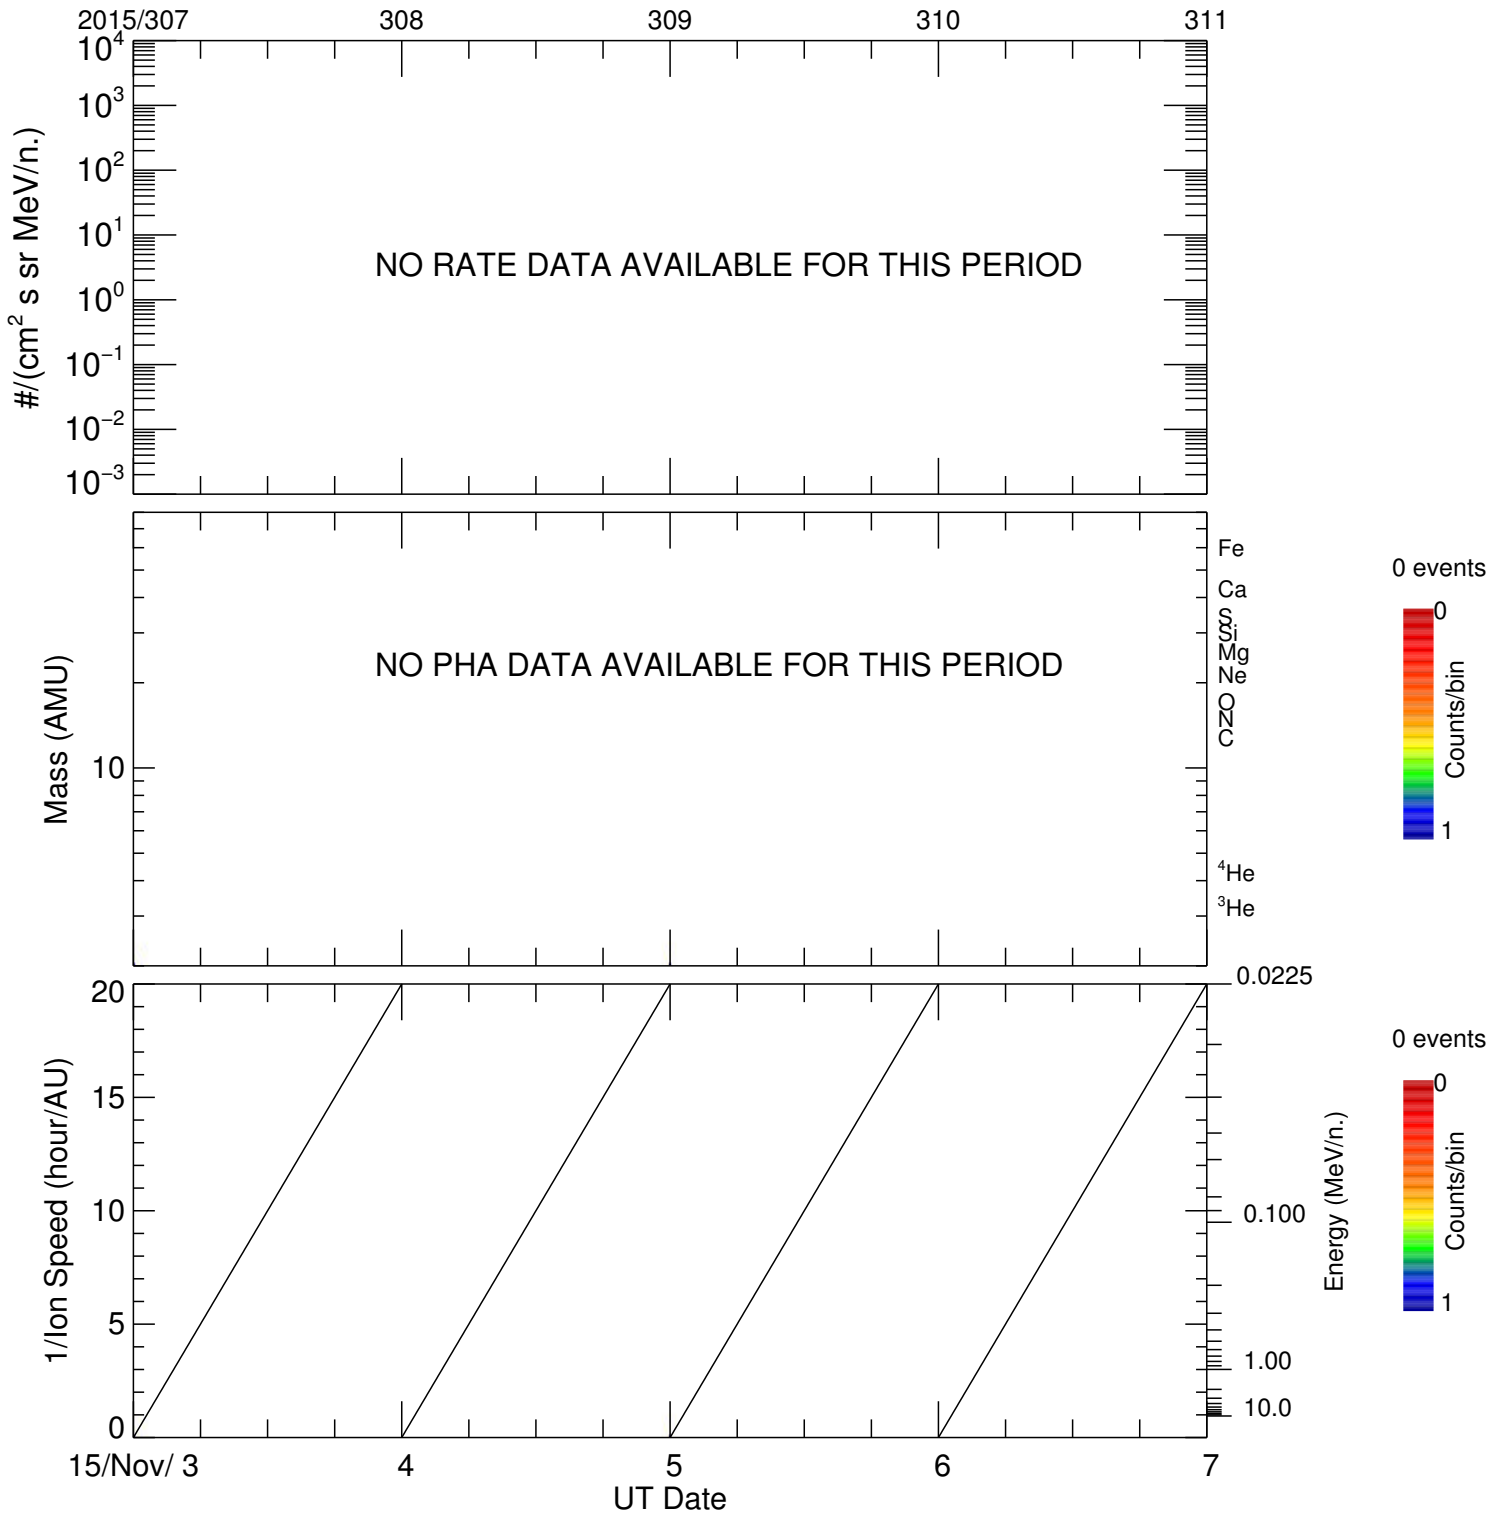 2015/307 308 309 310 311
10⁴
10³
10²
10¹
10⁰
10⁻¹
10⁻²
10⁻³
#/(cm² s sr MeV/n.)
NO RATE DATA AVAILABLE FOR THIS PERIOD
Mass (AMU)
10
NO PHA DATA AVAILABLE FOR THIS PERIOD
Fe
Ca
S
Si
Mg
Ne
O
N
C
⁴He
³He
0 events
0
Counts/bin
1
1/Ion Speed (hour/AU)
20
15
10
5
0
0.0225
0.100
1.00
10.0
Energy (MeV/n.)
0 events
0
Counts/bin
1
15/Nov/ 3 4 5 6 7
UT Date